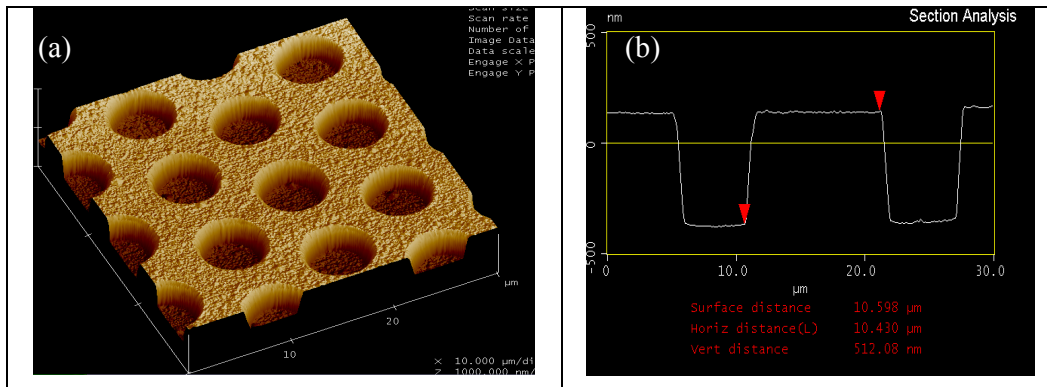 (a)
Scan size
Scan rate
Number of
Image Data
Data scale
Engage X P
Engage Y P
μm
20
10
X 10.000 μm/di
Z 1000.000 nm/
(b)
Section Analysis
nm
500
0
-500
0 10.0 20.0 30.0
μm
Surface distance 10.598 μm
Horiz distance(L) 10.430 μm
Vert distance 512.08 nm